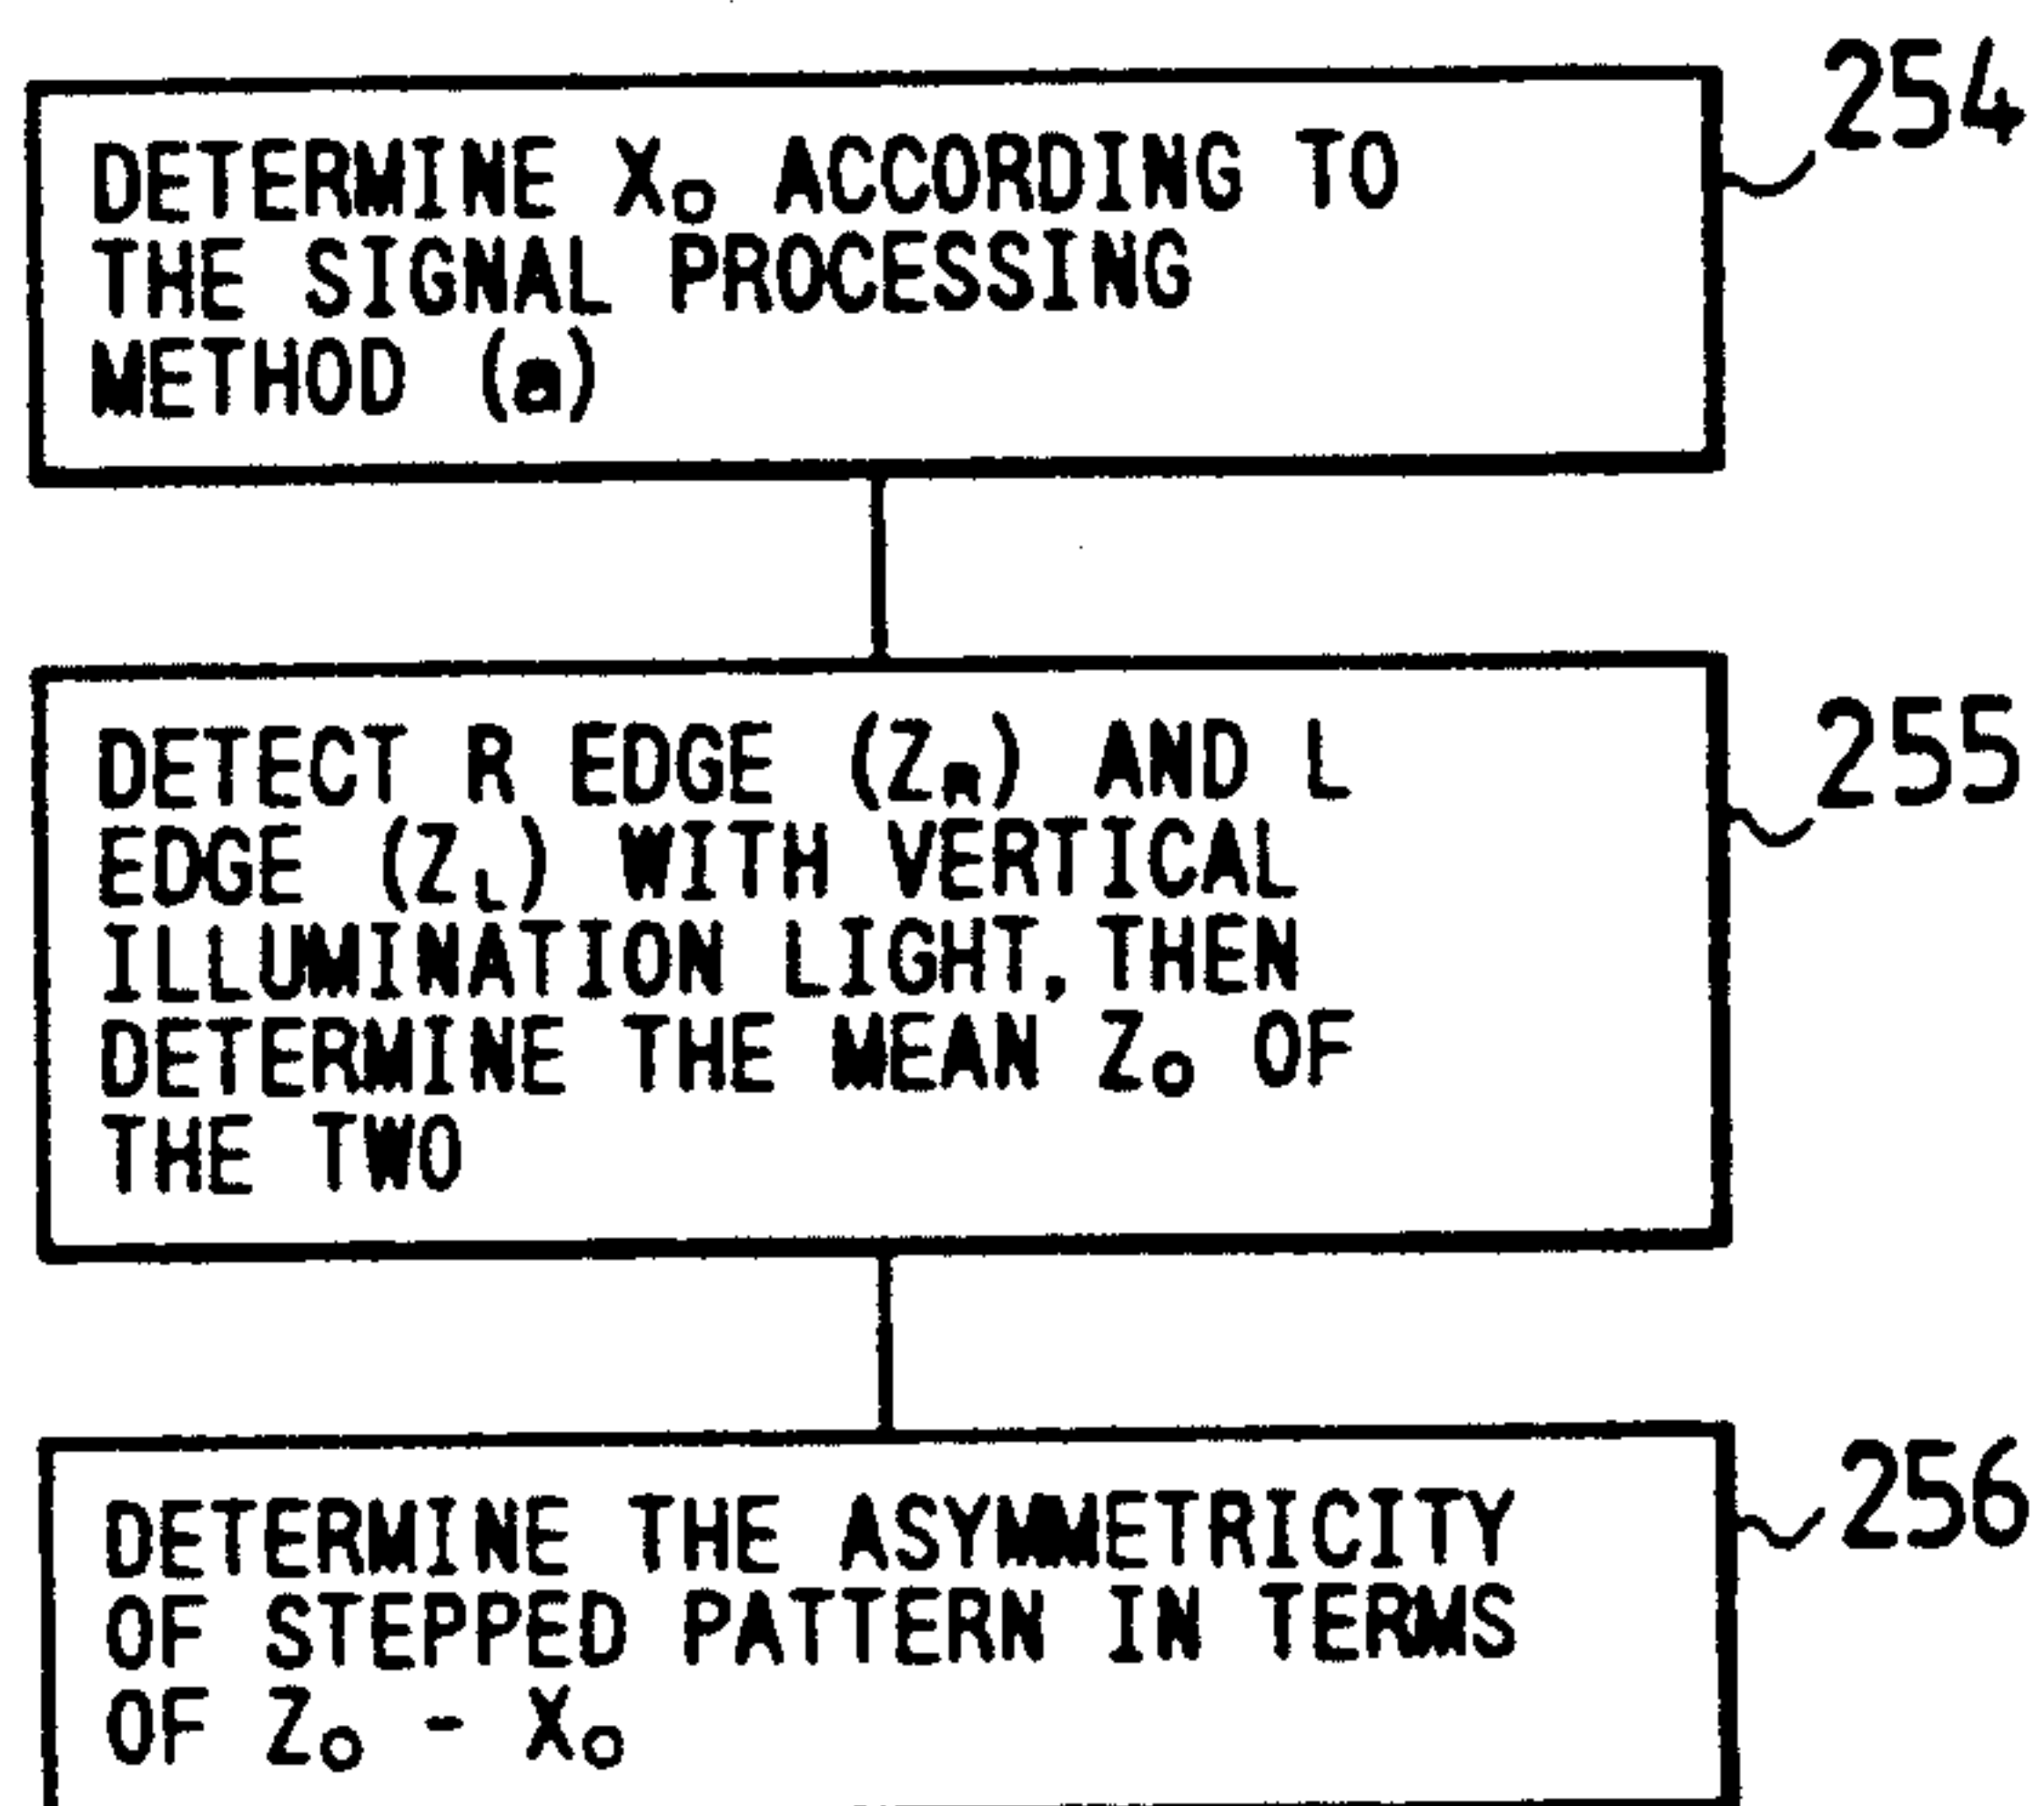 254
DETERMINE X₀ ACCORDING TO
THE SIGNAL PROCESSING
METHOD (a)
255
DETECT R EDGE (Z_R) AND L
EDGE (Z_L) WITH VERTICAL
ILLUMINATION LIGHT, THEN
DETERMINE THE MEAN Z₀ OF
THE TWO
256
DETERMINE THE ASYMMETRICITY
OF STEPPED PATTERN IN TERMS
OF Z₀ - X₀